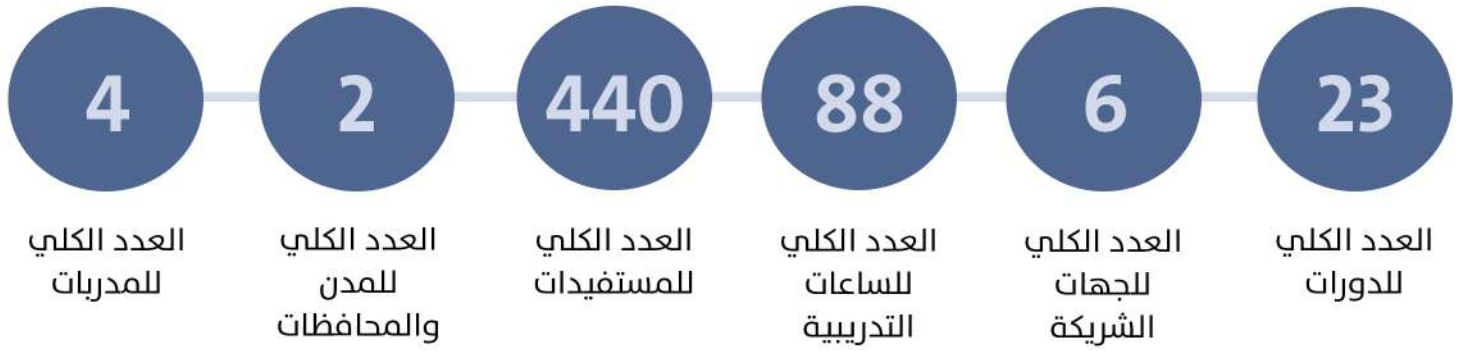 23
العدد الكلي
للدورات
6
العدد الكلي
للجهات
الشريكة
88
العدد الكلي
للساعات
التدريبية
440
العدد الكلي
للمستفيدات
2
العدد الكلي
للمدن
والمحافظات
4
العدد الكلي
للمدربات